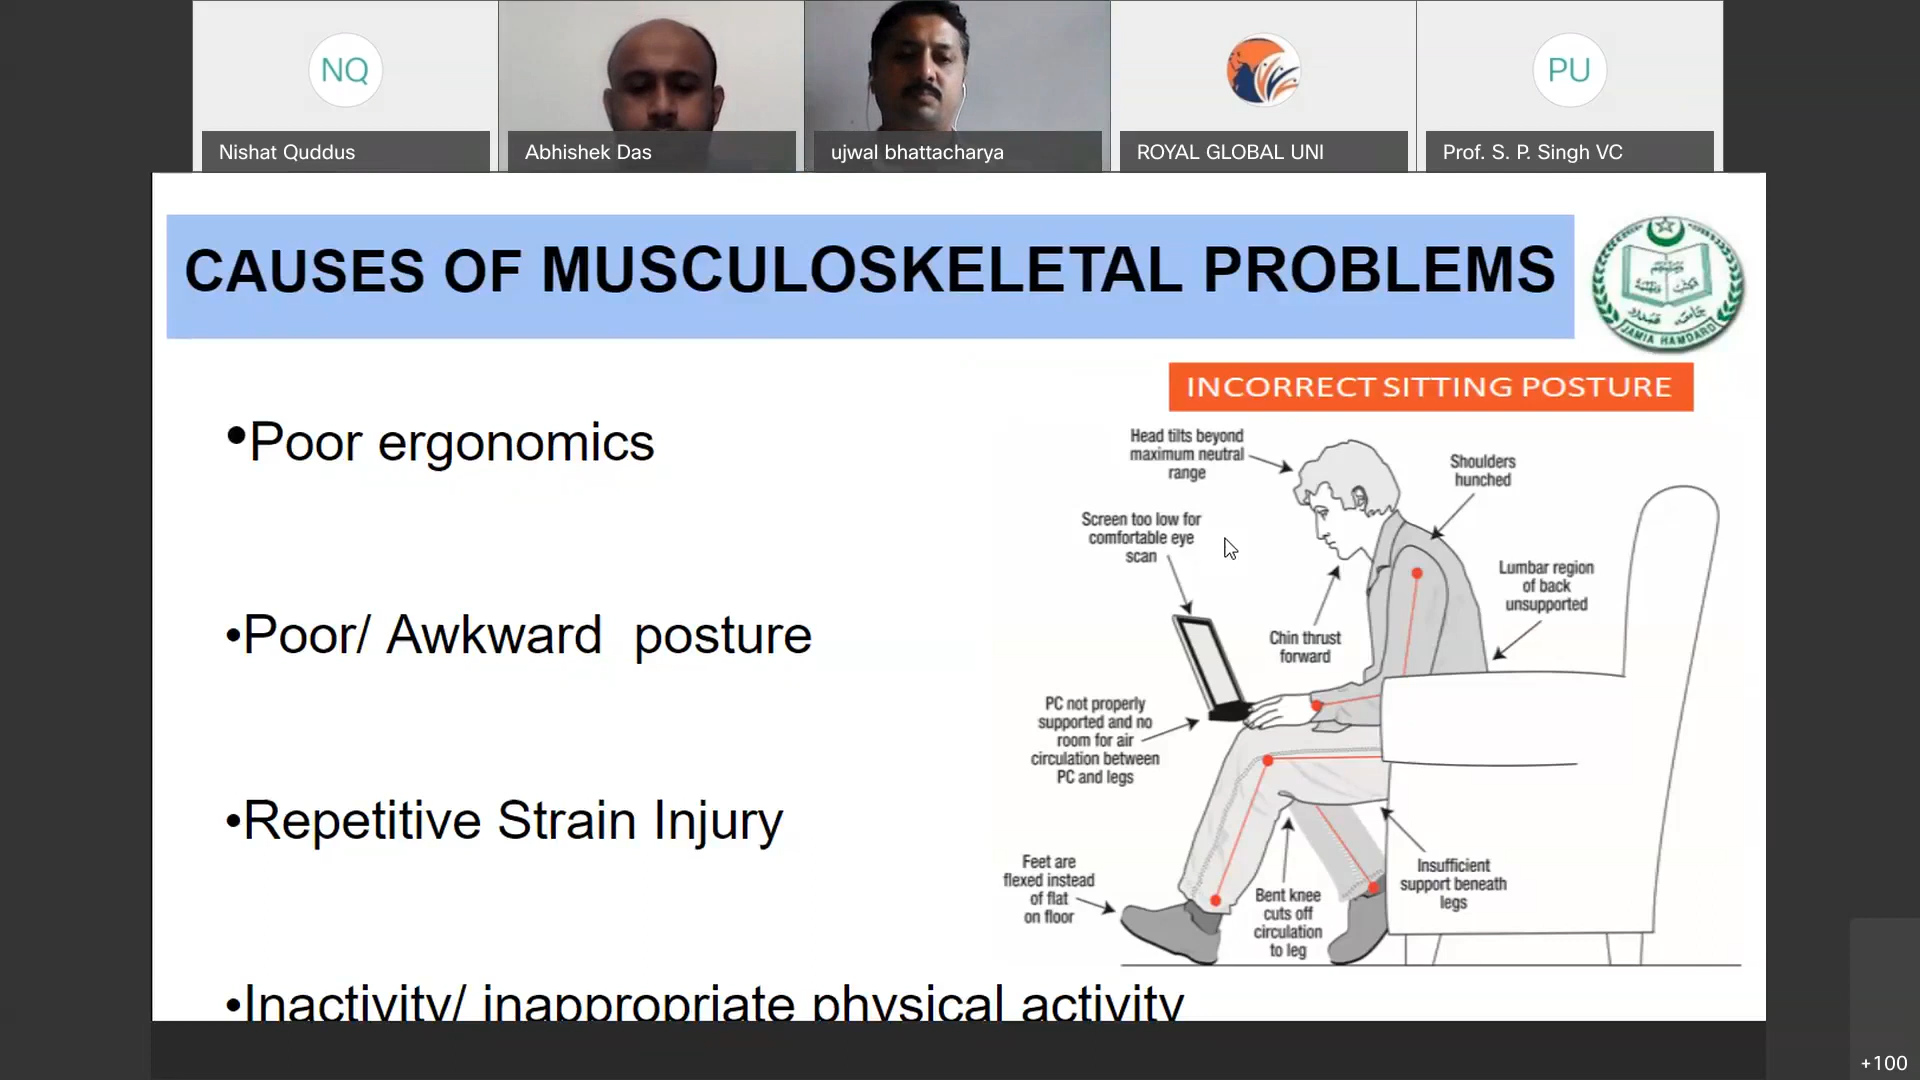 NQ
PU
Nishat Quddus
Abhishek Das
ujwal bhattacharya
ROYAL GLOBAL UNI
Prof. S. P. Singh VC
CAUSES OF MUSCULOSKELETAL PROBLEMS
JAMIA HAMDARD
•Poor ergonomics
•Poor/ Awkward posture
•Repetitive Strain Injury
•Inactivity/ inappropriate physical activity
INCORRECT SITTING POSTURE
Head tilts beyond
maximum neutral
range
Shoulders
hunched
Screen too low for
comfortable eye
scan
Lumbar region
of back
unsupported
Chin thrust
forward
PC not properly
supported and no
room for air
circulation between
PC and legs
Feet are
flexed instead
of flat
on floor
Bent knee
cuts off
circulation
to leg
Insufficient
support beneath
legs
+100